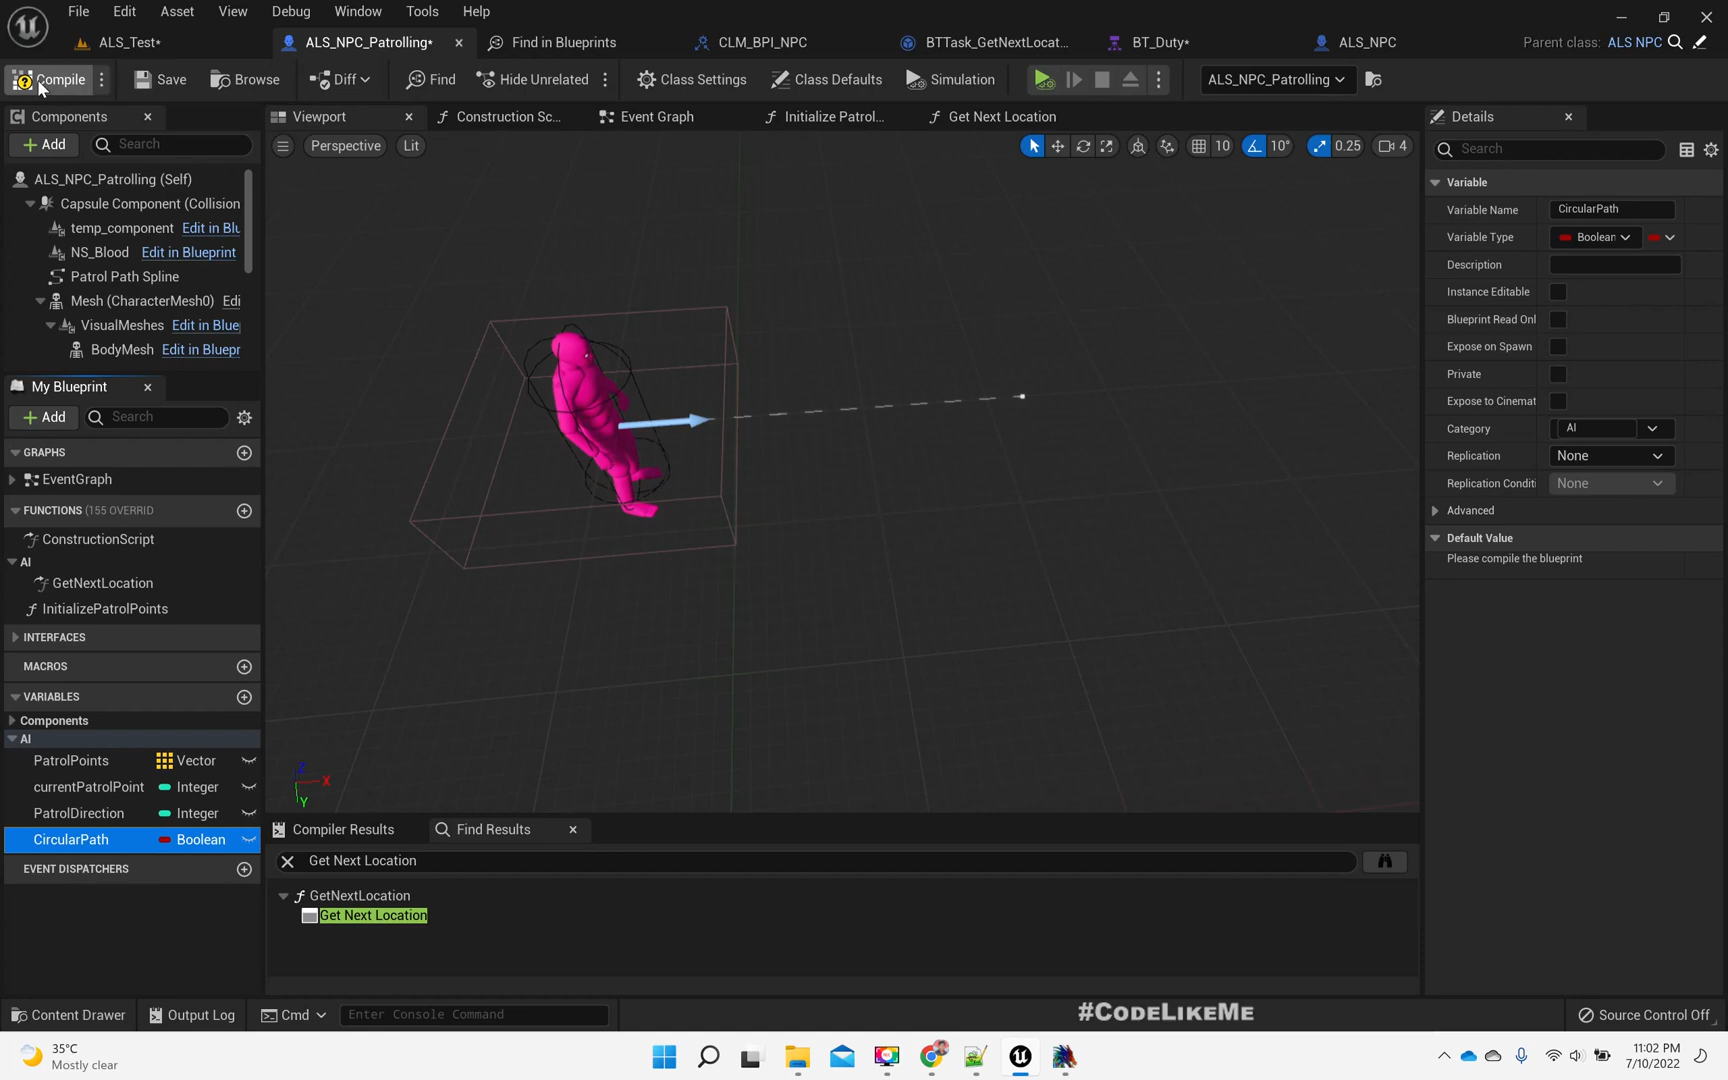 File Edit Asset View Debug Window Tools Help
ALS_Test* ALS_NPC_Patrolling* Find in Blueprints CLM_BPI_NPC BTTask_GetNextLocat... BT_Duty* ALS_NPC Parent class: ALS NPC
Compile Save Browse Diff Find Hide Unrelated Class Settings Class Defaults Simulation ALS_NPC_Patrolling
Components Viewport Construction Sc... Event Graph Initialize Patrol... Get Next Location Details
Add Search Perspective Lit 10 10° 0.25 4 Search
ALS_NPC_Patrolling (Self)
Capsule Component (Collision
temp_component Edit in Blu
NS_Blood Edit in Blueprint
Patrol Path Spline
Mesh (CharacterMesh0) Edi
VisualMeshes Edit in Blue
BodyMesh Edit in Bluepr
My Blueprint
Add Search
GRAPHS
EventGraph
FUNCTIONS (155 OVERRID
ConstructionScript
AI
GetNextLocation
InitializePatrolPoints
INTERFACES
MACROS
VARIABLES
Components
AI
PatrolPoints Vector
currentPatrolPoint Integer
PatrolDirection Integer
CircularPath Boolean
EVENT DISPATCHERS
Z
X
Y
Compiler Results Find Results
Get Next Location
GetNextLocation
Get Next Location
Variable
Variable Name CircularPath
Variable Type Boolean
Description
Instance Editable
Blueprint Read Onl
Expose on Spawn
Private
Expose to Cinemat
Category AI
Replication None
Replication Conditi None
Advanced
Default Value
Please compile the blueprint
Content Drawer Output Log Cmd Enter Console Command #CODELIKEME Source Control Off
35°C
Mostly clear
11:02 PM
7/10/2022